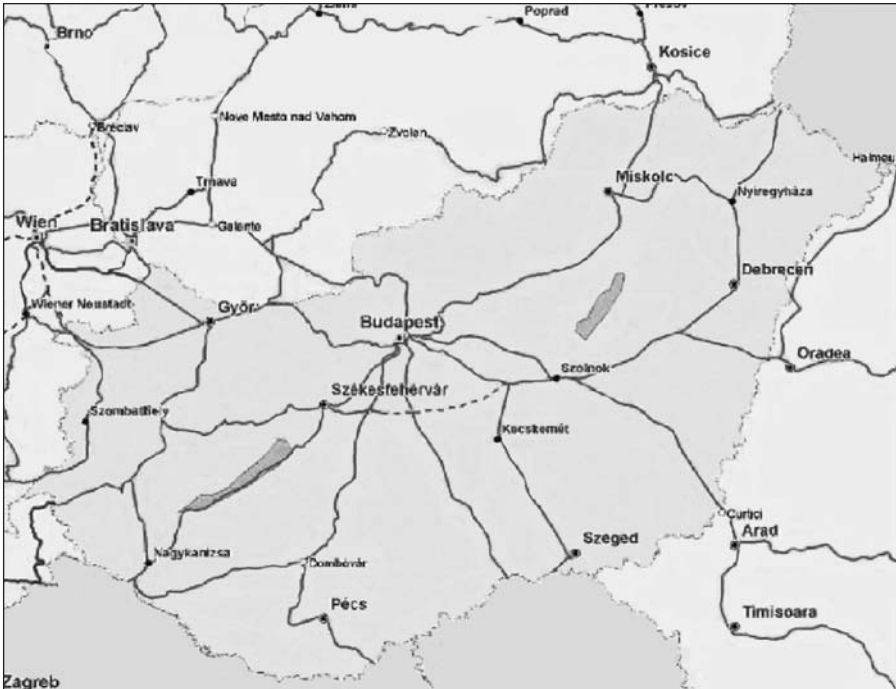 Poprad
Brno
Kosice
Breclav
Nove Mesto nad Vahom
Zvolen
Halmeu
Trnava
Miskolc
Nyiregyháza
Wien
Bratislava
Galanta
Debrecen
Wiener Neustadt
Győr
Budapest
Oradea
Szolnok
Székesfehérvár
Szombathely
Kecskemét
Curtici
Arad
Szeged
Nagykanizsa
Dombóvár
Pécs
Timisoara
Zagreb